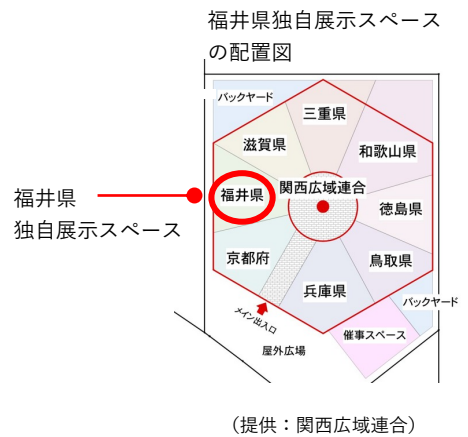 福井県独自展示スペース
の配置図
バックヤード
三重県
滋賀県
和歌山県
福井県
関西広域連合
徳島県
福井県
独自展示スペース
京都府
鳥取県
兵庫県
バックヤード
メイン出入口
催事スペース
屋外広場
（提供：関西広域連合）